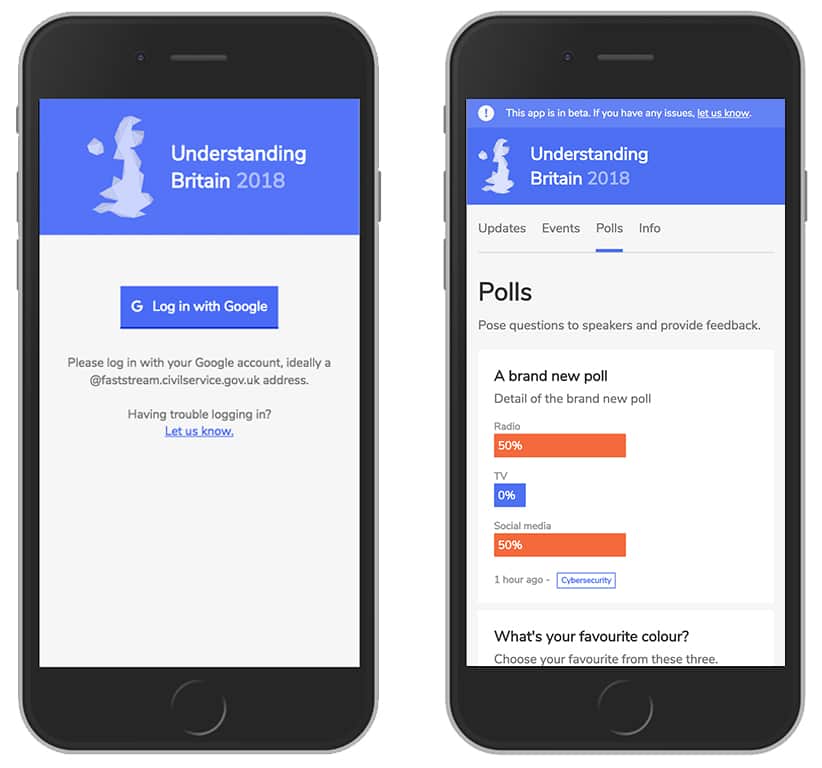 Understanding
Britain 2018
G Log in with Google
Please log in with your Google account, ideally a
@faststream.civilservice.gov.uk address.
Having trouble logging in?
Let us know.
! This app is in beta. If you have any issues, let us know.
Understanding
Britain 2018
Updates Events Polls Info
Polls
Pose questions to speakers and provide feedback.
A brand new poll
Detail of the brand new poll
Radio
50%
TV
0%
Social media
50%
1 hour ago - Cybersecurity
What's your favourite colour?
Choose your favourite from these three.